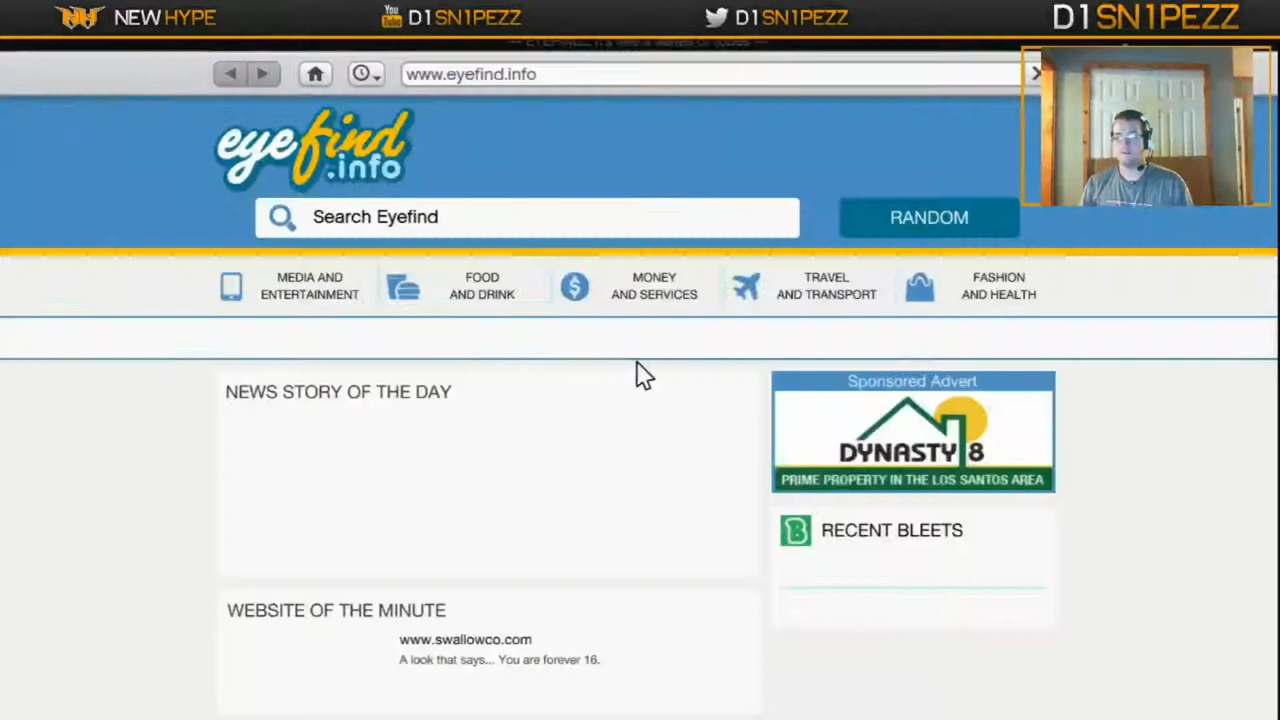 NEW HYPE
D1SN1PEZZ
D1SN1PEZZ
D1SN1PEZZ
www.eyefind.info
eyefind
.info
Search Eyefind
RANDOM
MEDIA AND
ENTERTAINMENT
FOOD
AND DRINK
MONEY
AND SERVICES
TRAVEL
AND TRANSPORT
FASHION
AND HEALTH
NEWS STORY OF THE DAY
Sponsored Advert
DYNASTY 8
PRIME PROPERTY IN THE LOS SANTOS AREA
RECENT BLEETS
WEBSITE OF THE MINUTE
www.swallowco.com
A look that says... You are forever 16.